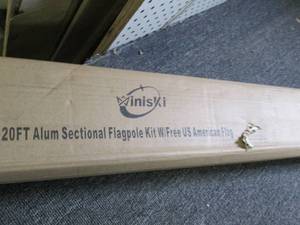 Winiski
20FT Alum Sectional Flagpole Kit W/Free US American Flag